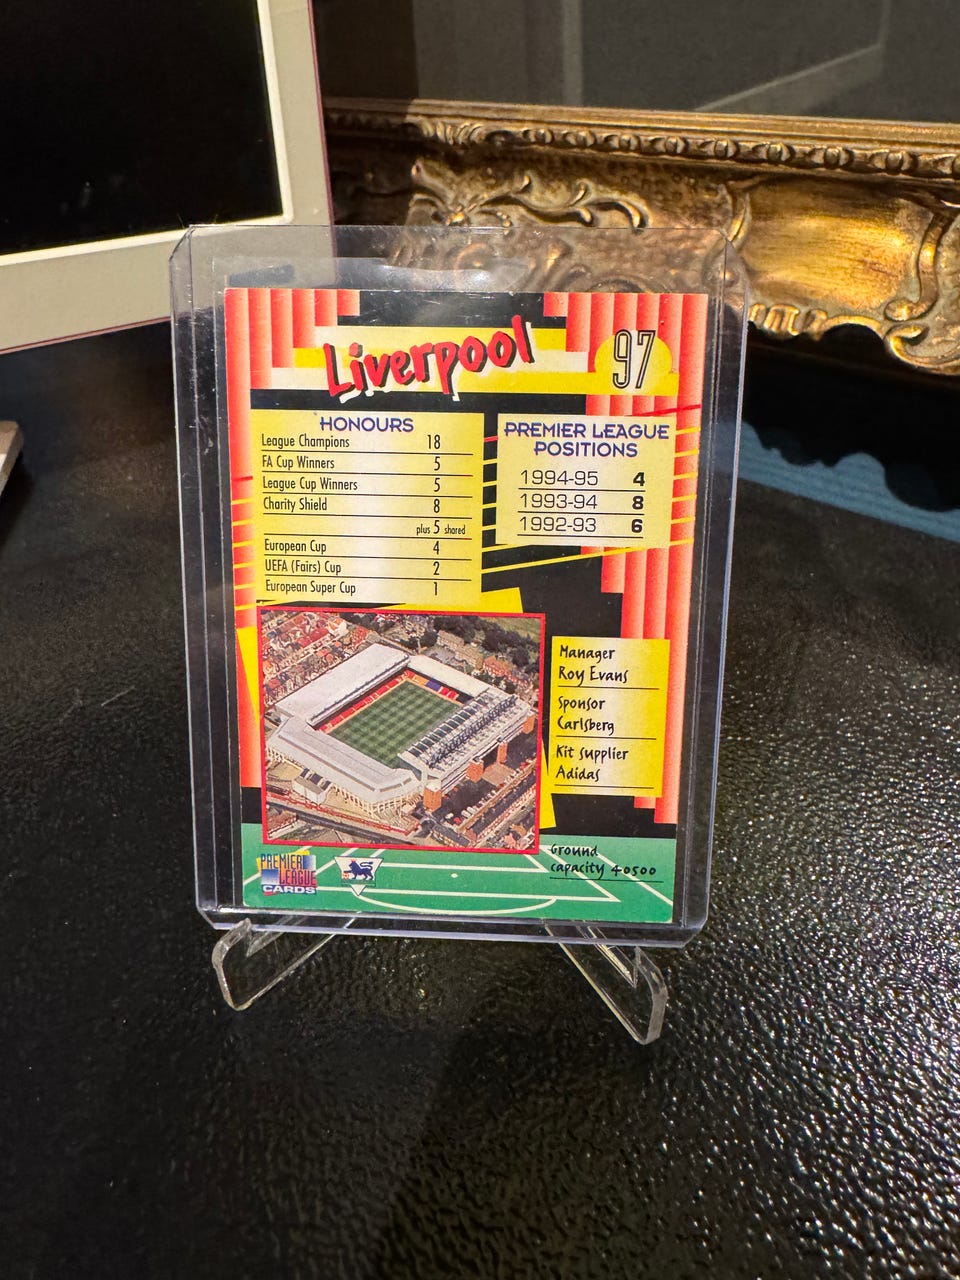 Liverpool
97
HONOURS
League Champions 18
FA Cup Winners 5
League Cup Winners 5
Charity Shield 8
plus 5 shared
European Cup 4
UEFA (Fairs) Cup 2
European Super Cup 1
PREMIER LEAGUE
POSITIONS
1994-95 4
1993-94 8
1992-93 6
Manager
Roy Evans
Sponsor
Carlsberg
Kit supplier
Adidas
Ground
capacity 40500
PREMIER
LEAGUE
CARDS